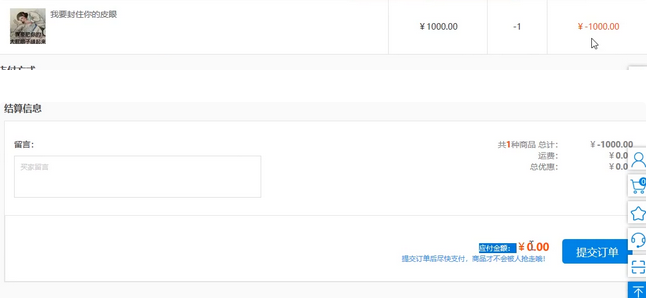 我要封住你的皮眼
¥1000.00
-1
¥ -1000.00
结算信息
留言:
买家留言
共1种商品 总计:
¥-1000.00
运费:
¥0.0
总优惠:
¥0.0
0
应付金额: ¥0.00
提交订单后尽快支付,商品才不会被人抢走哦!
提交订单